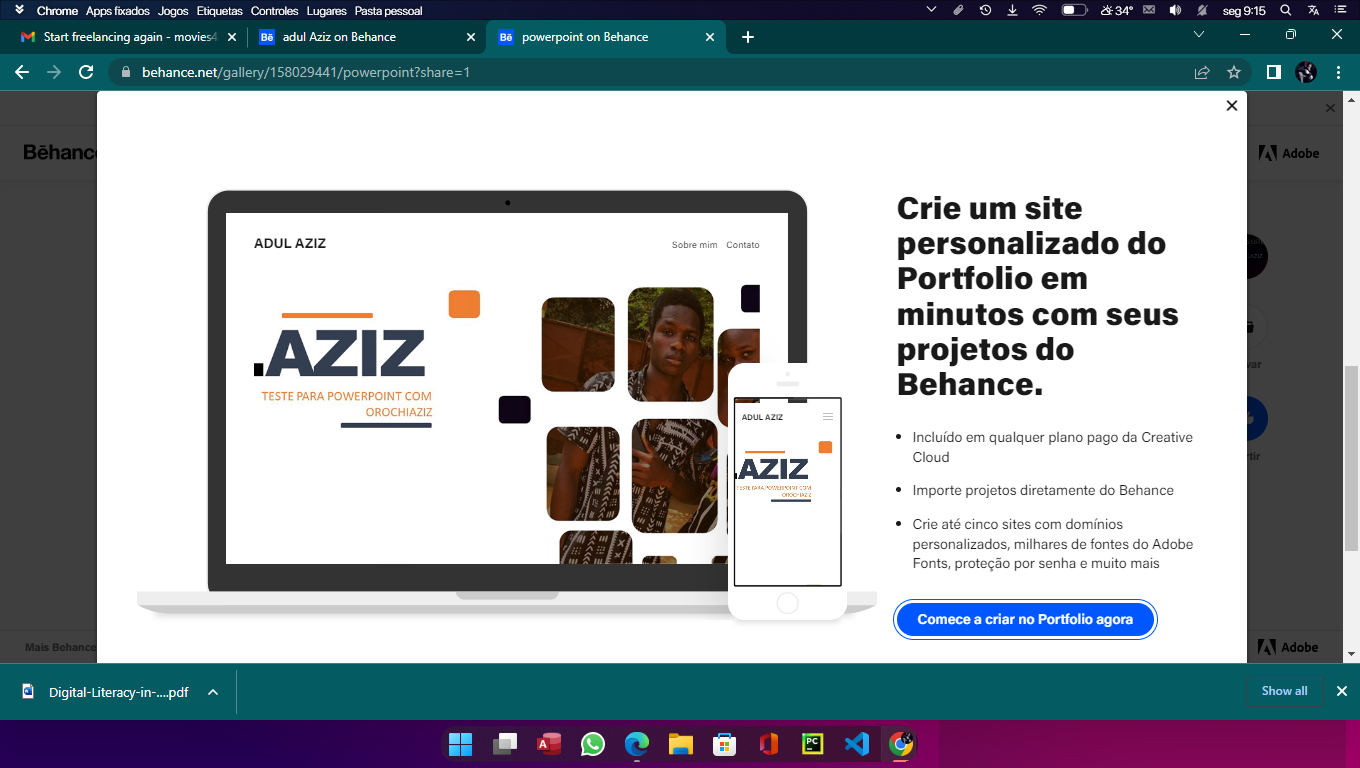 Chrome Apps fixados Jogos Etiquetas Controles Lugares Pasta pessoal
34° seg 9:15
Start freelancing again - movies4
Bē adul Aziz on Behance
Bē powerpoint on Behance
behance.net/gallery/158029441/powerpoint?share=1
Bēhance
Adobe
ADUL AZIZ
Sobre mim Contato
.AZIZ
TESTE PARA POWERPOINT COM
OROCHIAZIZ
ADUL AZIZ
.AZIZ
TESTE PARA POWERPOINT COM
OROCHIAZIZ
Crie um site
personalizado do
Portfolio em
minutos com seus
projetos do
Behance.
• Incluído em qualquer plano pago da Creative
Cloud
• Importe projetos diretamente do Behance
• Crie até cinco sites com domínios
personalizados, milhares de fontes do Adobe
Fonts, proteção por senha e muito mais
Comece a criar no Portfolio agora
var
rtir
Mais Behance
Adobe
Digital-Literacy-in-....pdf
Show all
PC